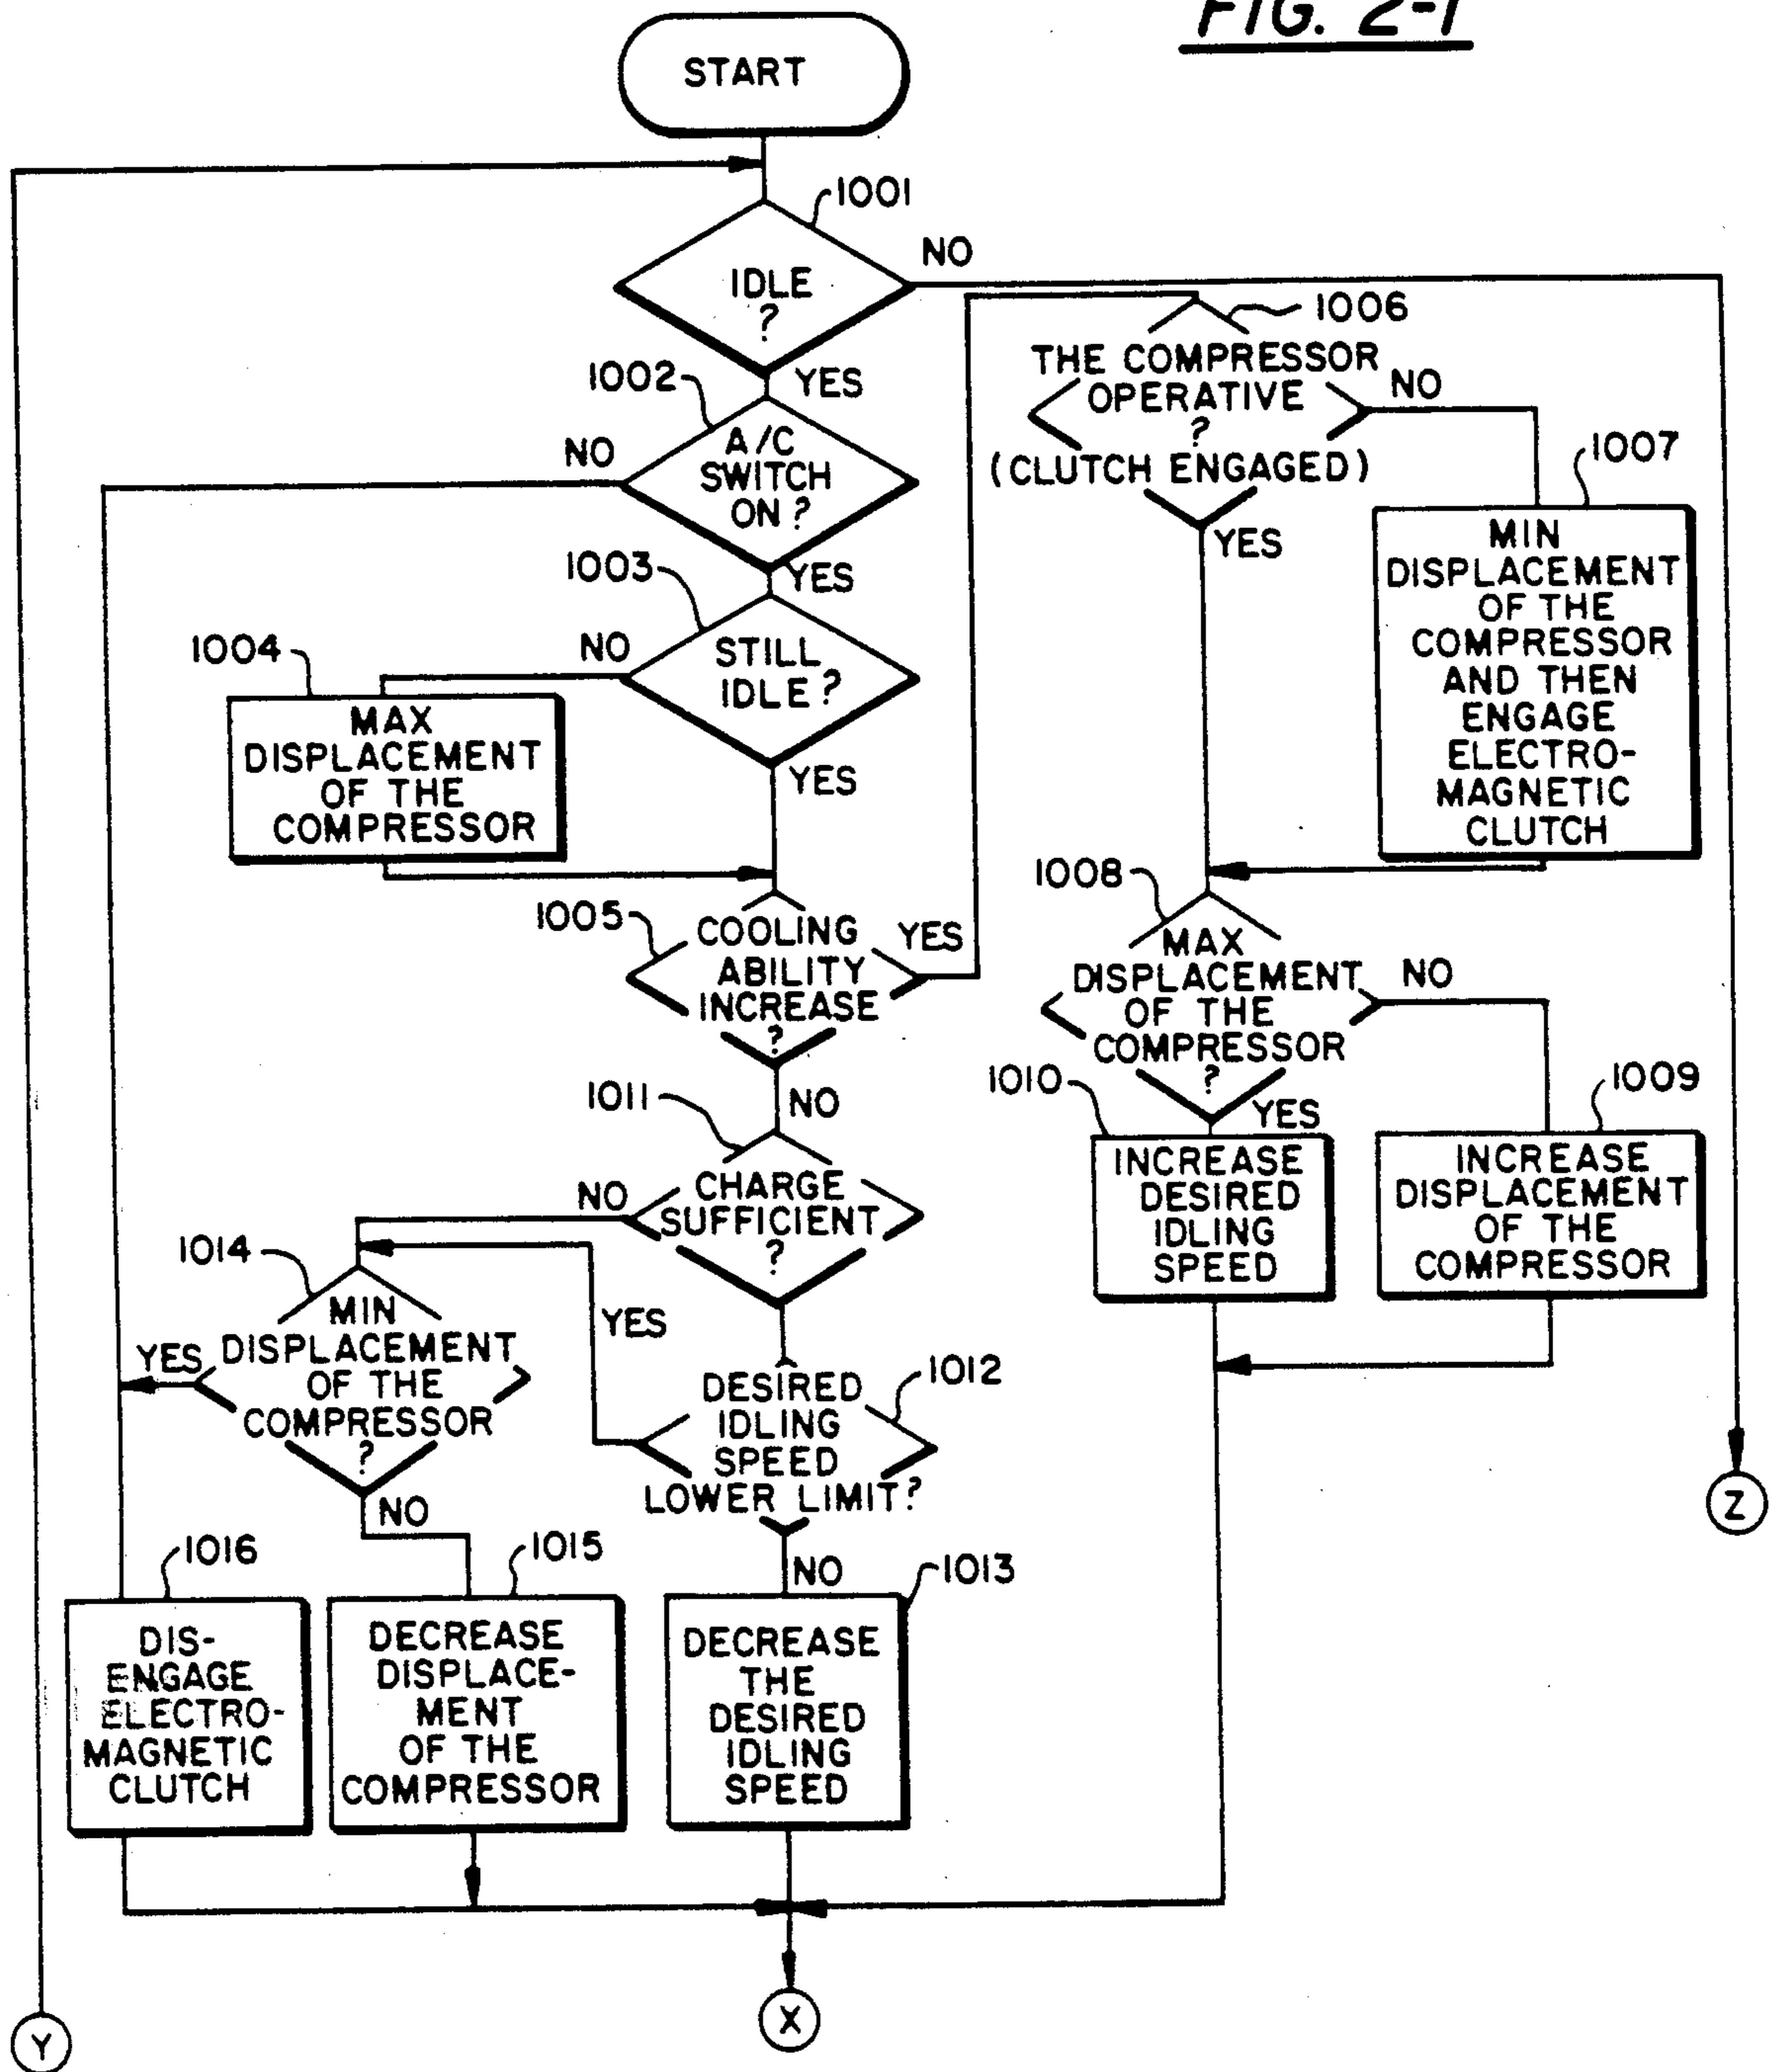 FIG. 2-1
START
1001
IDLE
?
NO
YES
1002
A/C
SWITCH
ON?
NO
YES
1003
STILL
IDLE?
NO
YES
1004
MAX
DISPLACEMENT
OF THE
COMPRESSOR
1005
COOLING
ABILITY
INCREASE
?
YES
NO
1006
THE COMPRESSOR
OPERATIVE
?
(CLUTCH ENGAGED)
NO
YES
1007
MIN
DISPLACEMENT
OF THE
COMPRESSOR
AND THEN
ENGAGE
ELECTRO-
MAGNETIC
CLUTCH
1008
MAX
DISPLACEMENT
OF THE
COMPRESSOR
?
NO
YES
1009
INCREASE
DISPLACEMENT
OF THE
COMPRESSOR
1010
INCREASE
DESIRED
IDLING
SPEED
1011
CHARGE
SUFFICIENT
?
NO
1012
DESIRED
IDLING
SPEED
LOWER LIMIT?
YES
NO
1013
DECREASE
THE
DESIRED
IDLING
SPEED
1014
MIN
DISPLACEMENT
OF THE
COMPRESSOR
?
YES
NO
1015
DECREASE
DISPLACE-
MENT
OF THE
COMPRESSOR
1016
DIS-
ENGAGE
ELECTRO-
MAGNETIC
CLUTCH
Z
X
Y